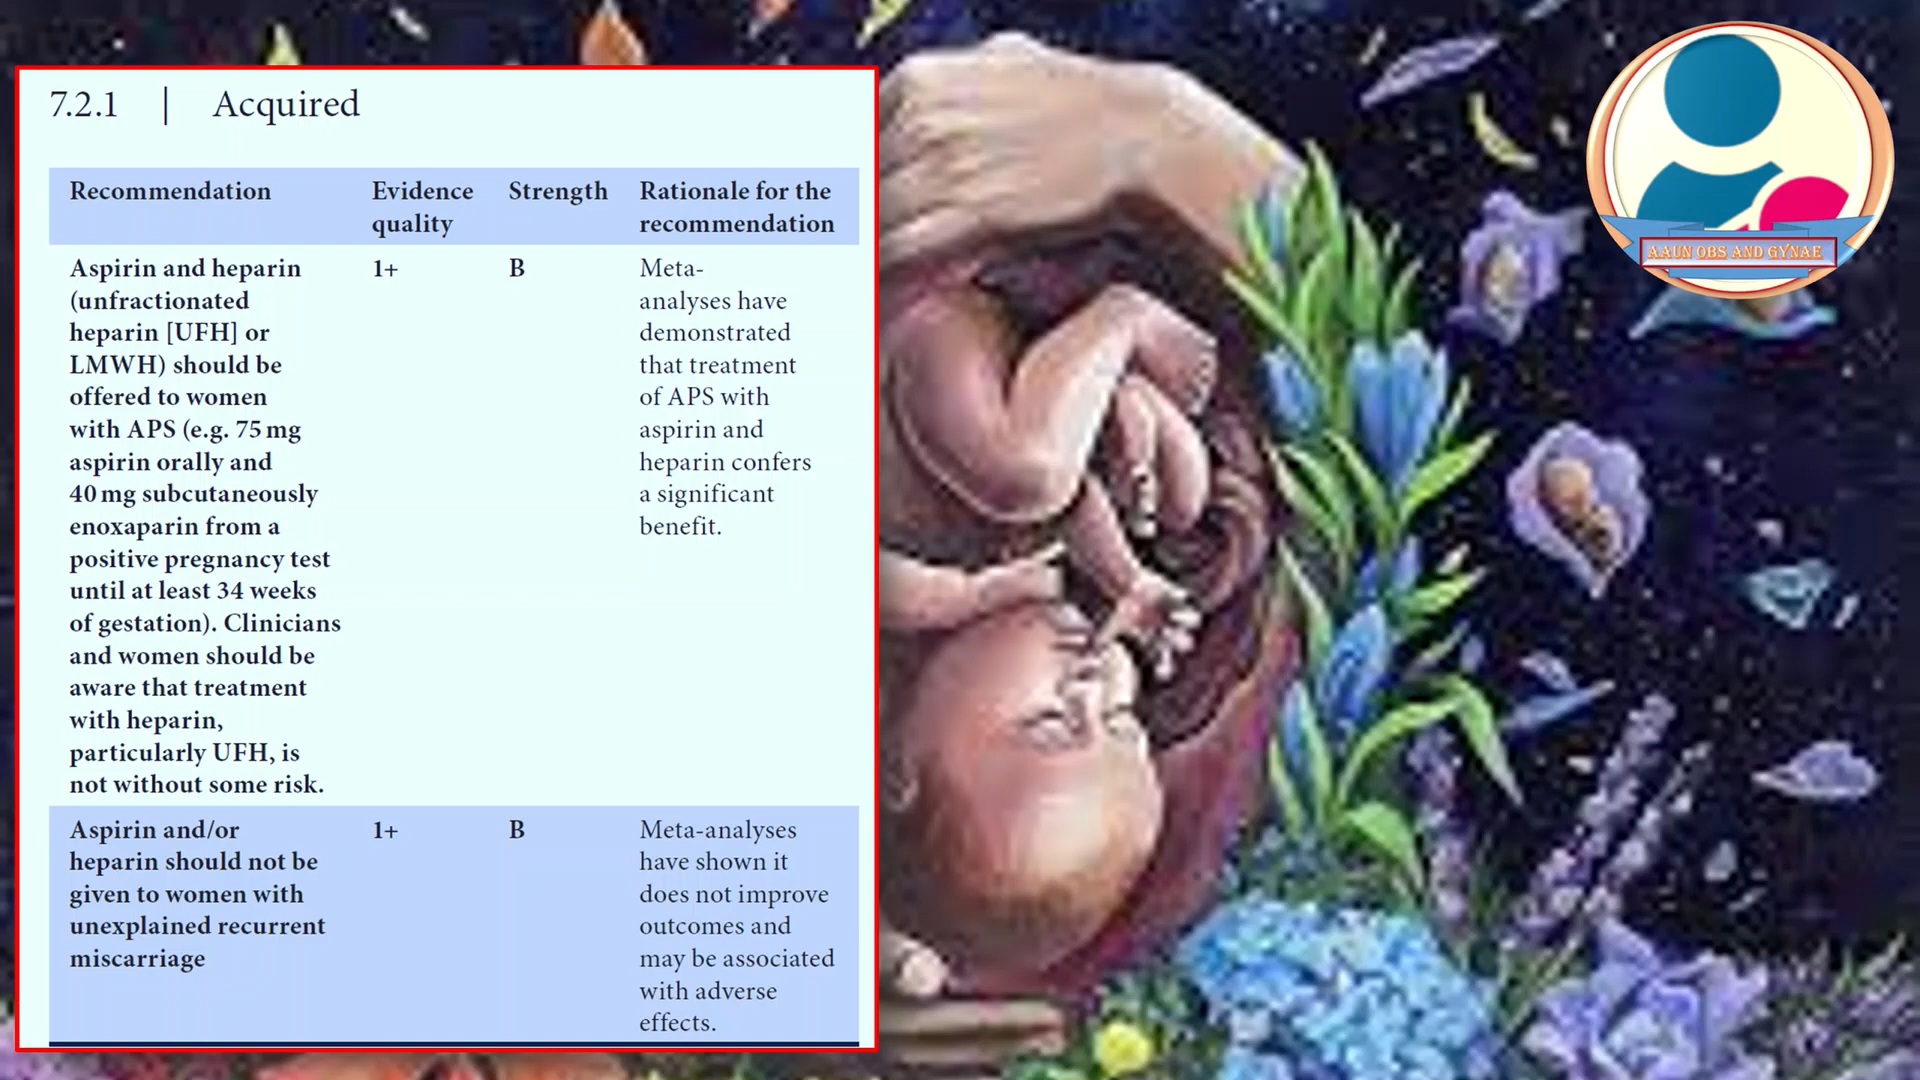 7.2.1 | Acquired
Recommendation
Evidence
quality
Strength
Rationale for the
recommendation
Aspirin and heparin
(unfractionated
heparin [UFH] or
LMWH) should be
offered to women
with APS (e.g. 75 mg
aspirin orally and
40 mg subcutaneously
enoxaparin from a
positive pregnancy test
until at least 34 weeks
of gestation). Clinicians
and women should be
aware that treatment
with heparin,
particularly UFH, is
not without some risk.
1+
B
Meta-
analyses have
demonstrated
that treatment
of APS with
aspirin and
heparin confers
a significant
benefit.
Aspirin and/or
heparin should not be
given to women with
unexplained recurrent
miscarriage
1+
B
Meta-analyses
have shown it
does not improve
outcomes and
may be associated
with adverse
effects.
AAUN OBS AND GYNAE